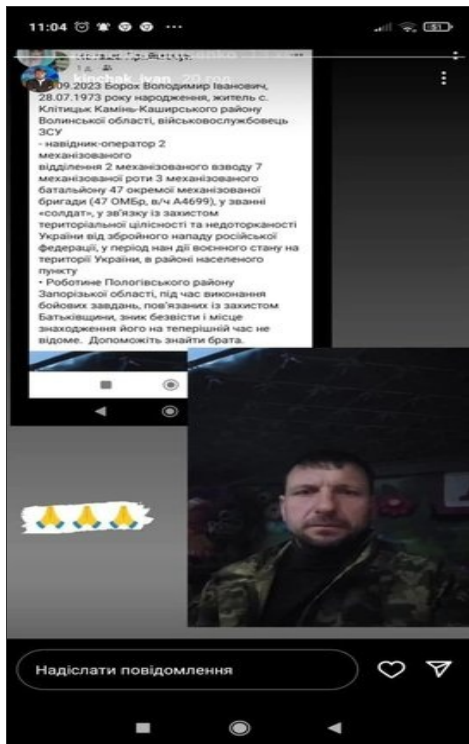 11:04
51
kinchak_ivan 20 год
.09.2023 Борох Володимир Іванович,
28.07.1973 року народження, житель с.
Клітицьк Камінь-Каширського району
Волинської області, військовослужбовець
ЗСУ
- навідник-оператор 2
механізованого
відділення 2 механізованого взводу 7
механізованої роти 3 механізованого
батальйону 47 окремої механізованої
бригади (47 ОМБр, в/ч А4699), у званні
«солдат», у зв'язку із захистом
територіальної цілісності та недоторканості
України від збройного нападу російської
федерації, у період нан дії воєнного стану на
території України, в районі населеного
пункту
• Роботине Пологівського району
Запорізької області, під час виконання
бойових завдань, пов'язаних із захистом
Батьківщини, зник безвісти і місце
знаходження його на теперішній час не
відоме. Допоможіть знайти брата.
Надіслати повідомлення